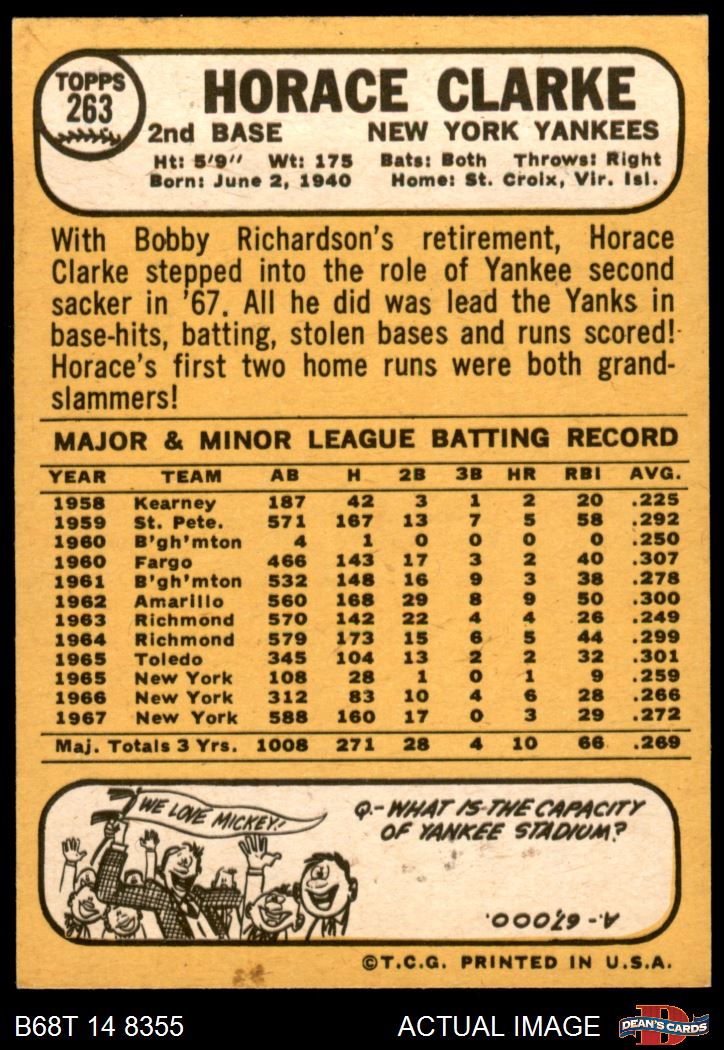 TOPPS
263
HORACE CLARKE
2nd BASE NEW YORK YANKEES
Ht: 5'9" Wt: 175 Bats: Both Throws: Right
Born: June 2, 1940 Home: St. Croix, Vir. Isl.
With Bobby Richardson's retirement, Horace
Clarke stepped into the role of Yankee second
sacker in '67. All he did was lead the Yanks in
base-hits, batting, stolen bases and runs scored!
Horace's first two home runs were both grand-
slammers!
MAJOR & MINOR LEAGUE BATTING RECORD
YEAR TEAM AB H 2B 3B HR RBI AVG.
1958 Kearney 187 42 3 1 2 20 .225
1959 St. Pete. 571 167 13 7 5 58 .292
1960 B'gh'mton 4 1 0 0 0 0 .250
1960 Fargo 466 143 17 3 2 40 .307
1961 B'gh'mton 532 148 16 9 3 38 .278
1962 Amarillo 560 168 29 8 9 50 .300
1963 Richmond 570 142 22 4 4 26 .249
1964 Richmond 579 173 15 6 5 44 .299
1965 Toledo 345 104 13 2 2 32 .301
1965 New York 108 28 1 0 1 9 .259
1966 New York 312 83 10 4 6 28 .266
1967 New York 588 160 17 0 3 29 .272
Maj. Totals 3 Yrs. 1008 271 28 4 10 66 .269
WE LOVE MICKEY!!
Q.-WHAT IS THE CAPACITY
OF YANKEE STADIUM?
A.- 67,000.
©T.C.G. PRINTED IN U.S.A.
B68T 14 8355 ACTUAL IMAGE
D
DEAN'S CARDS